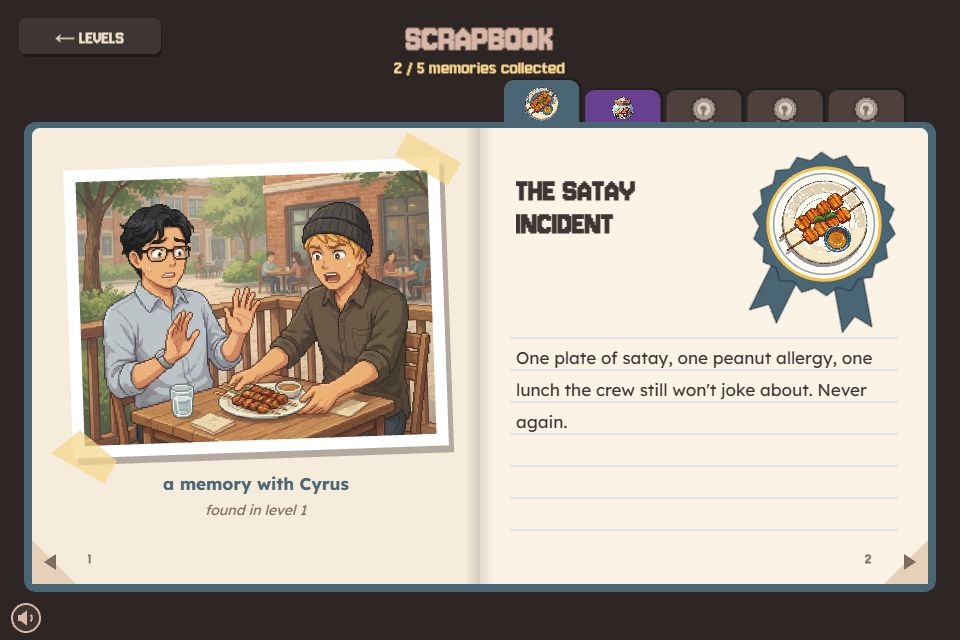 ← LEVELS
SCRAPBOOK
2 / 5 memories collected
?
?
?
THE SATAY
INCIDENT
One plate of satay, one peanut allergy, one
lunch the crew still won't joke about. Never
again.
a memory with Cyrus
found in level 1
1
2